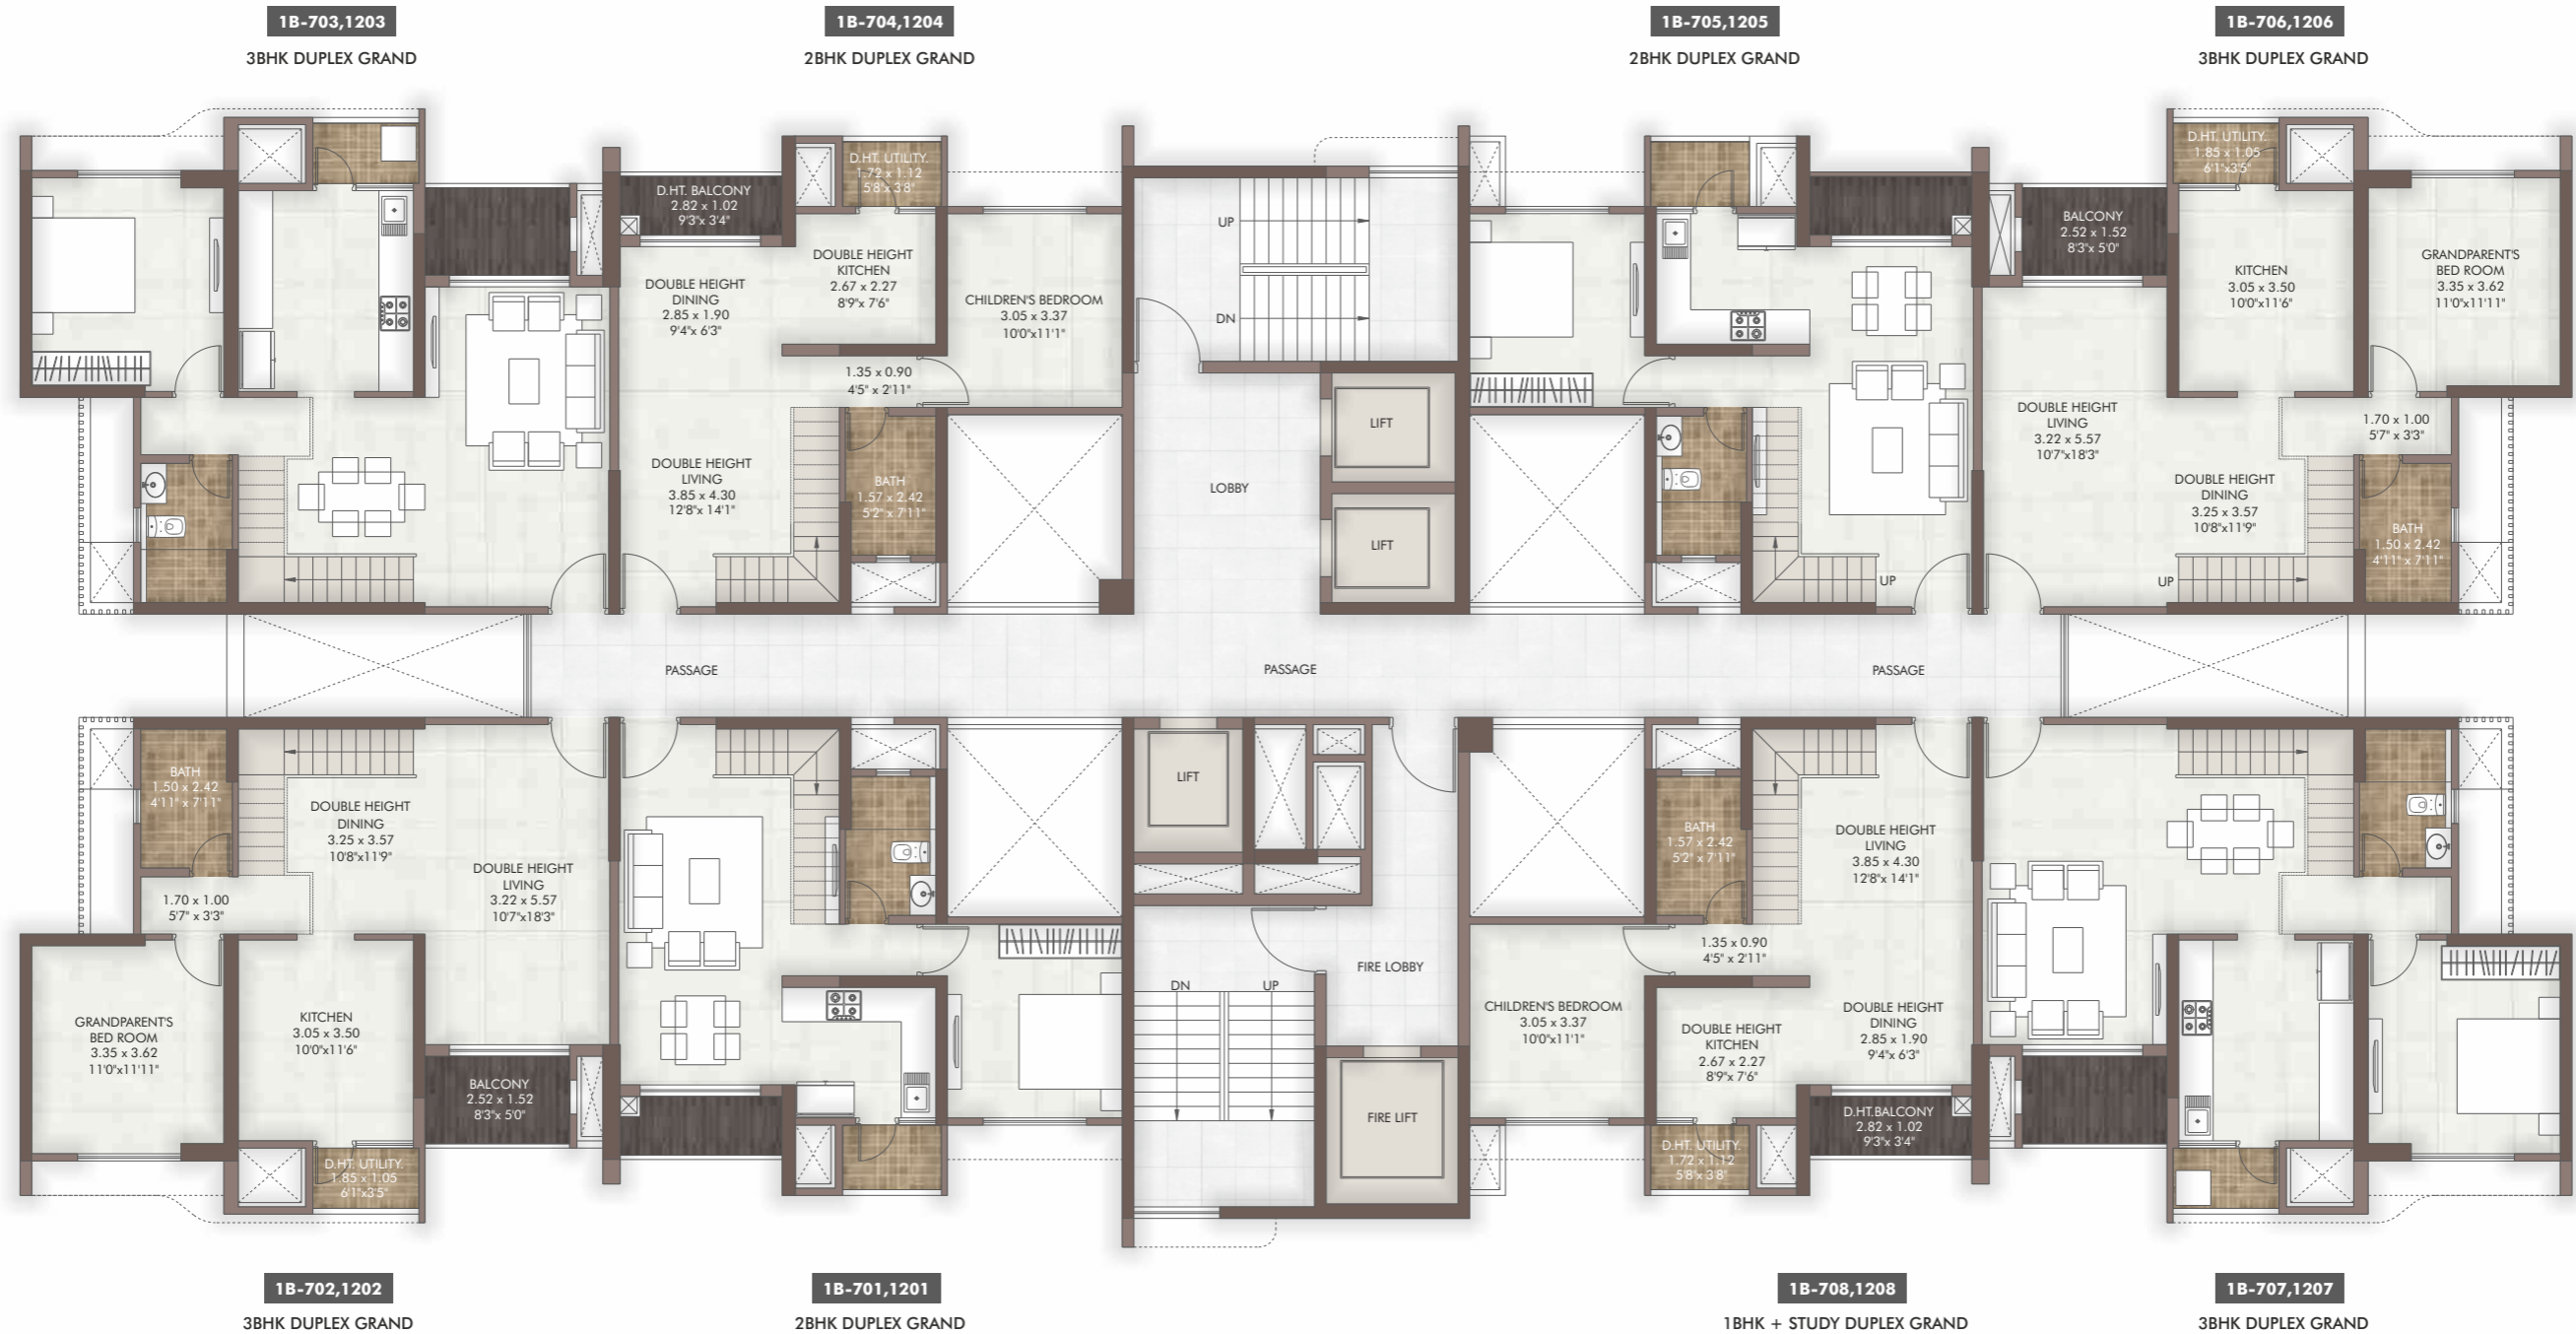 1B-703,1203
3BHK DUPLEX GRAND
1B-704,1204
2BHK DUPLEX GRAND
1B-705,1205
2BHK DUPLEX GRAND
1B-706,1206
3BHK DUPLEX GRAND
D.HT. BALCONY
2.82 x 1.02
9'3"x 3'4"
D.HT. UTILITY.
1.72 x 1.12
5'8"x 3'8"
DOUBLE HEIGHT
DINING
2.85 x 1.90
9'4"x 6'3"
DOUBLE HEIGHT
KITCHEN
2.67 x 2.27
8'9"x 7'6"
CHILDREN'S BEDROOM
3.05 x 3.37
10'0"x11'1"
1.35 x 0.90
4'5" x 2'11"
DOUBLE HEIGHT
LIVING
3.85 x 4.30
12'8"x 14'1"
BATH
1.57 x 2.42
5'2" x 7'11"
UP
DN
LOBBY
LIFT
LIFT
UP
D.HT. UTILITY.
1.85 x 1.05
6'1"x3'5"
BALCONY
2.52 x 1.52
8'3"x 5'0"
KITCHEN
3.05 x 3.50
10'0"x11'6"
GRANDPARENT'S
BED ROOM
3.35 x 3.62
11'0"x11'11"
DOUBLE HEIGHT
LIVING
3.22 x 5.57
10'7"x18'3"
1.70 x 1.00
5'7" x 3'3"
DOUBLE HEIGHT
DINING
3.25 x 3.57
10'8"x11'9"
BATH
1.50 x 2.42
4'11" x 7'11"
UP
PASSAGE
PASSAGE
PASSAGE
BATH
1.50 x 2.42
4'11" x 7'11"
DOUBLE HEIGHT
DINING
3.25 x 3.57
10'8"x11'9"
DOUBLE HEIGHT
LIVING
3.22 x 5.57
10'7"x18'3"
1.70 x 1.00
5'7" x 3'3"
GRANDPARENT'S
BED ROOM
3.35 x 3.62
11'0"x11'11"
KITCHEN
3.05 x 3.50
10'0"x11'6"
BALCONY
2.52 x 1.52
8'3"x 5'0"
D.HT. UTILITY.
1.85 x 1.05
6'1"x3'5"
LIFT
DN
UP
FIRE LOBBY
FIRE LIFT
BATH
1.57 x 2.42
5'2" x 7'11"
DOUBLE HEIGHT
LIVING
3.85 x 4.30
12'8"x 14'1"
1.35 x 0.90
4'5" x 2'11"
CHILDREN'S BEDROOM
3.05 x 3.37
10'0"x11'1"
DOUBLE HEIGHT
KITCHEN
2.67 x 2.27
8'9"x 7'6"
DOUBLE HEIGHT
DINING
2.85 x 1.90
9'4"x 6'3"
D.HT. UTILITY.
1.72 x 1.12
5'8"x 3'8"
D.HT.BALCONY
2.82 x 1.02
9'3"x 3'4"
1B-702,1202
3BHK DUPLEX GRAND
1B-701,1201
2BHK DUPLEX GRAND
1B-708,1208
1BHK + STUDY DUPLEX GRAND
1B-707,1207
3BHK DUPLEX GRAND